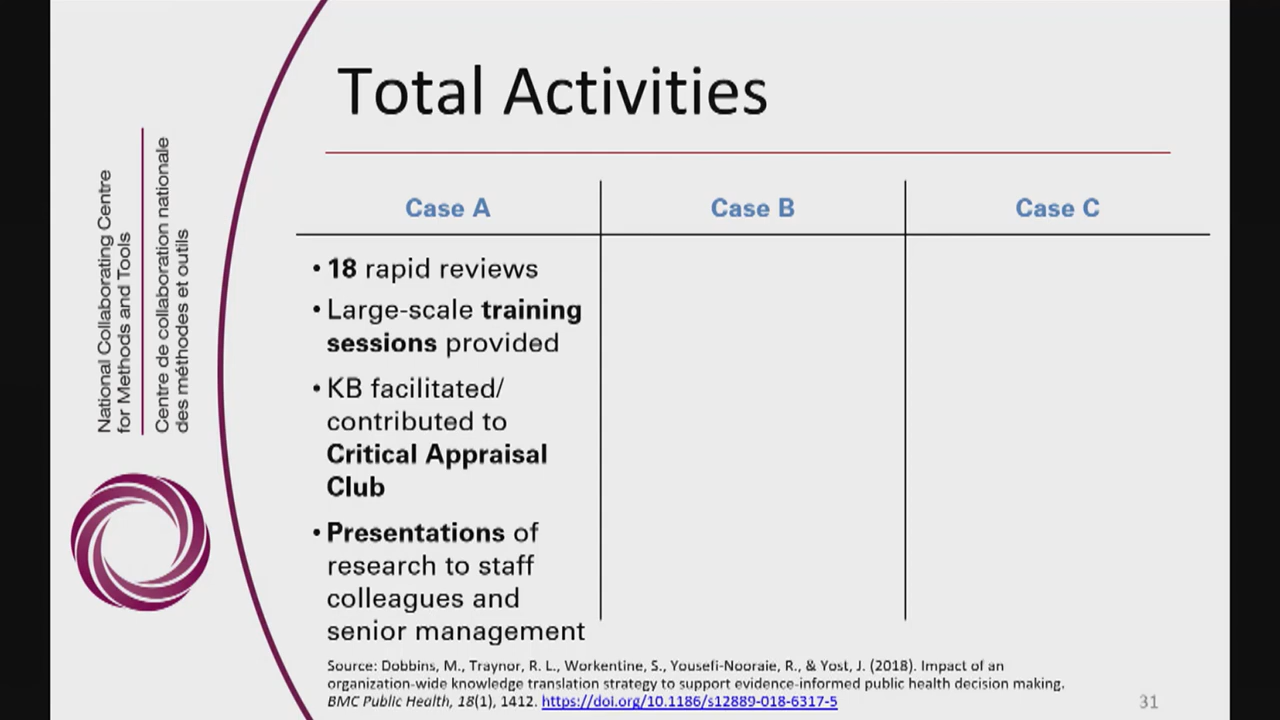 Total Activities
National Collaborating Centre
for Methods and Tools
Centre de collaboration nationale
des méthodes et outils
Case A
Case B
Case C
• 18 rapid reviews
• Large-scale training
sessions provided
• KB facilitated/
contributed to
Critical Appraisal
Club
• Presentations of
research to staff
colleagues and
senior management
Source: Dobbins, M., Traynor, R. L., Workentine, S., Yousefi-Nooraie, R., & Yost, J. (2018). Impact of an
organization-wide knowledge translation strategy to support evidence-informed public health decision making.
BMC Public Health, 18(1), 1412. https://doi.org/10.1186/s12889-018-6317-5
31